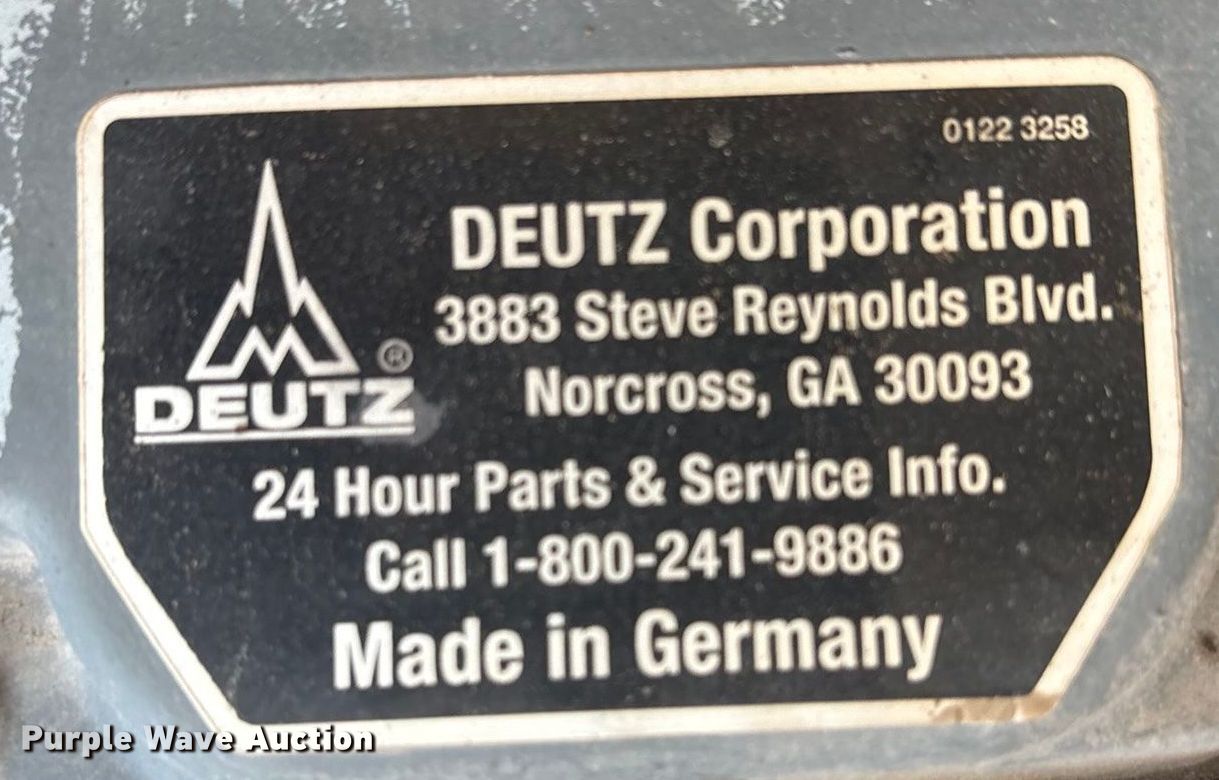 0122 3258
DEUTZ Corporation
3883 Steve Reynolds Blvd.
Norcross, GA 30093
DEUTZ ®
24 Hour Parts & Service Info.
Call 1-800-241-9886
Made in Germany
Purple Wave Auction